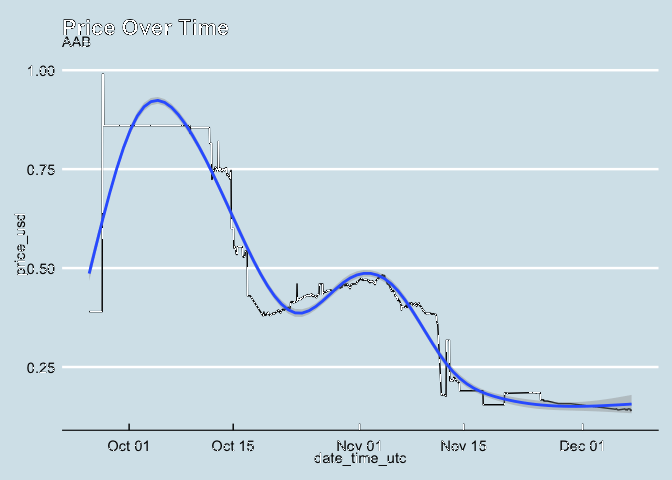 Price Over Time
AAB
1.00
0.75
0.50
0.25
price_usd
Oct 01 Oct 15 Nov 01 Nov 15 Dec 01
date_time_utc